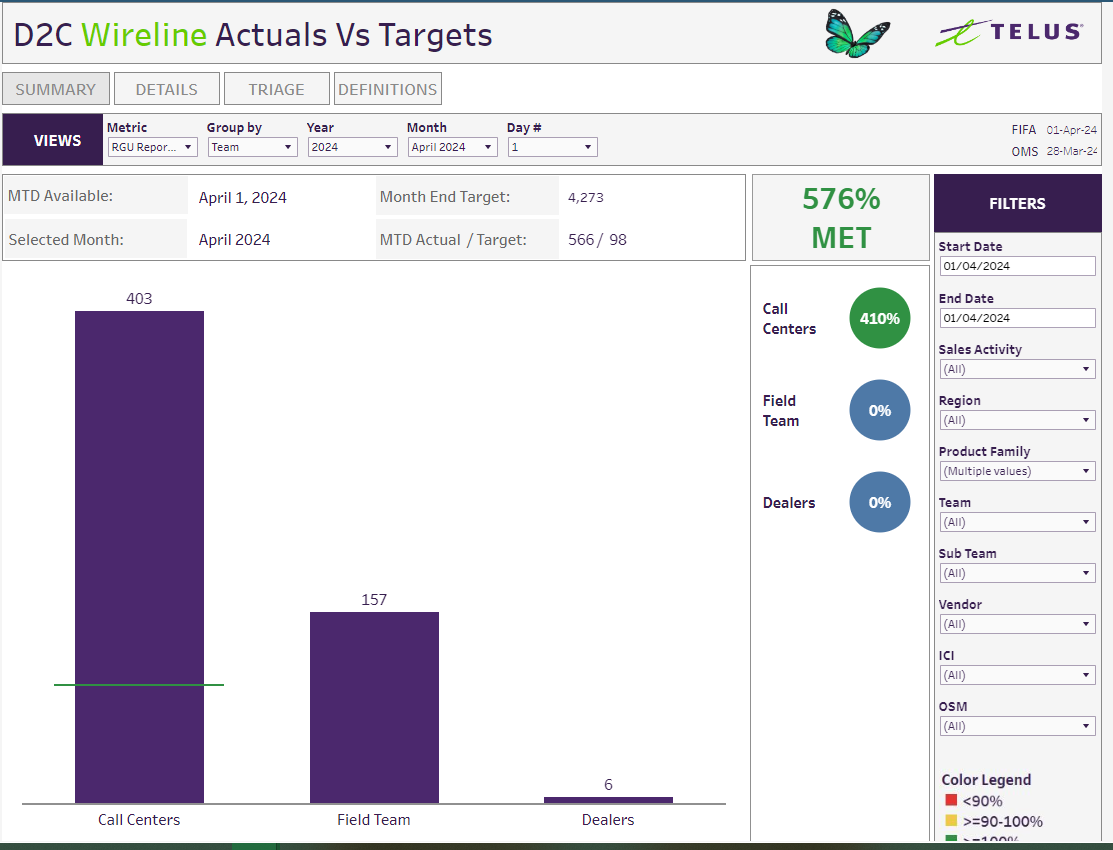 D2C Wireline Actuals Vs Targets
TELUS
SUMMARY
DETAILS
TRIAGE
DEFINITIONS
VIEWS
Metric
RGU Repor...
Group by
Team
Year
2024
Month
April 2024
Day #
1
FIFA 01-Apr-24
OMS 28-Mar-24
MTD Available: April 1, 2024
Month End Target: 4,273
Selected Month: April 2024
MTD Actual / Target: 566 / 98
576%
MET
403
157
6
Call Centers
Field Team
Dealers
Call
Centers
410%
Field
Team
0%
Dealers
0%
FILTERS
Start Date
01/04/2024
End Date
01/04/2024
Sales Activity
(All)
Region
(All)
Product Family
(Multiple values)
Team
(All)
Sub Team
(All)
Vendor
(All)
ICI
(All)
OSM
(All)
Color Legend
<90%
>=90-100%
>=100%